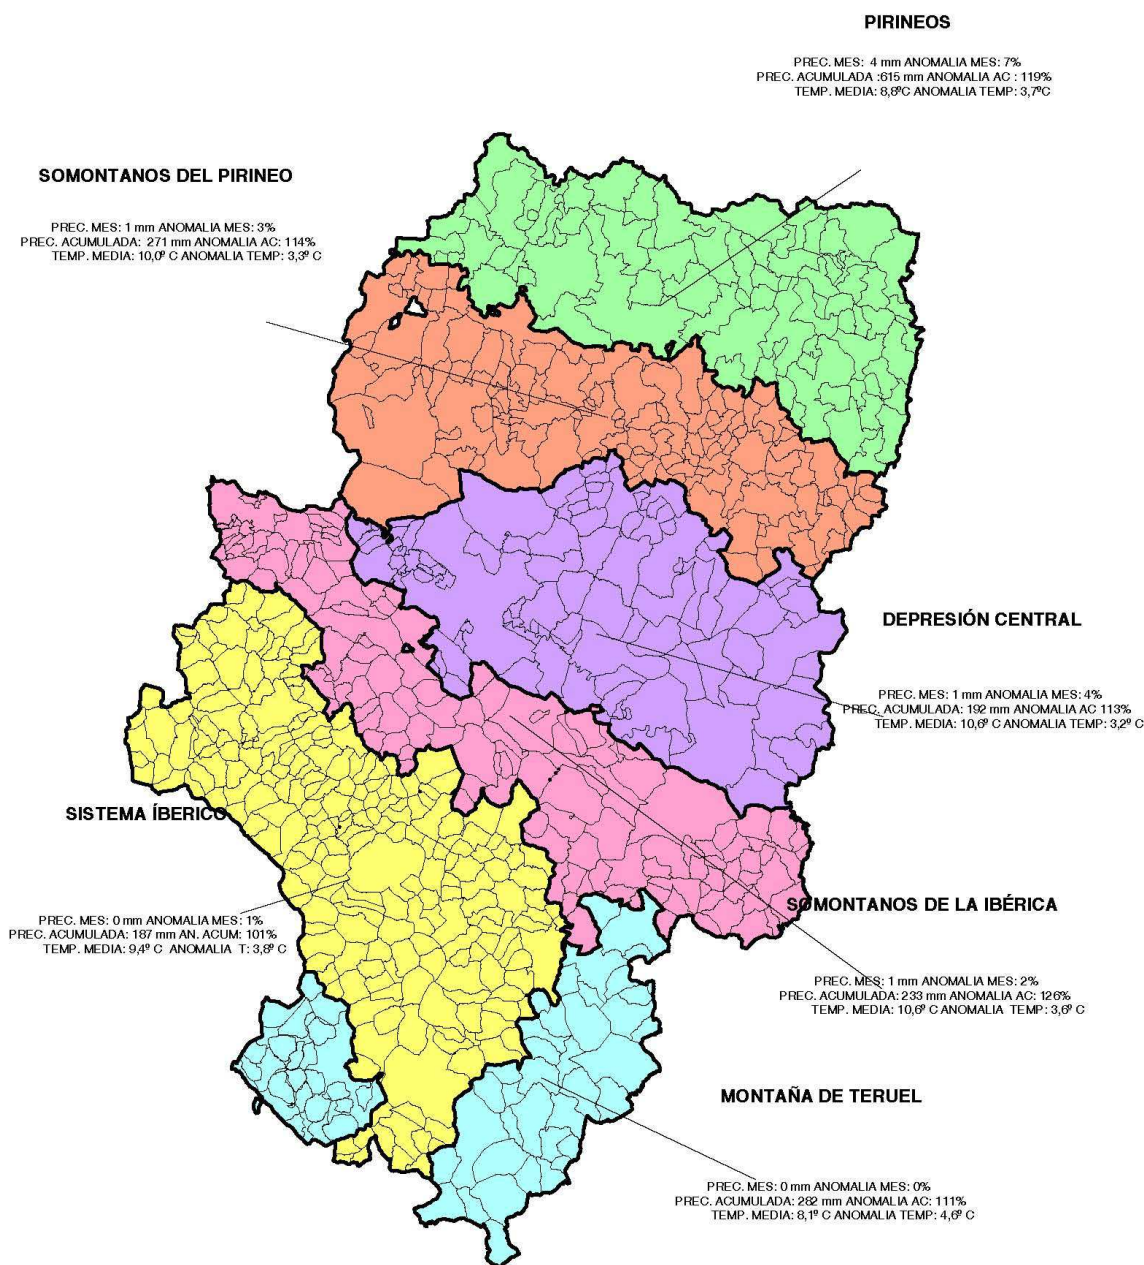 PIRINEOS
PREC. MES: 4 mm ANOMALIA MES: 7%
PREC. ACUMULADA :615 mm ANOMALIA AC : 119%
TEMP. MEDIA: 8,8ºC ANOMALIA TEMP: 3,7ºC
SOMONTANOS DEL PIRINEO
PREC. MES: 1 mm ANOMALIA MES: 3%
PREC. ACUMULADA: 271 mm ANOMALIA AC: 114%
TEMP. MEDIA: 10,0º C ANOMALIA TEMP: 3,3º C
DEPRESIÓN CENTRAL
PREC. MES: 1 mm ANOMALIA MES: 4%
PREC. ACUMULADA: 192 mm ANOMALIA AC 113%
TEMP. MEDIA: 10,6º C ANOMALIA TEMP: 3,2º C
SISTEMA ÍBERICO
PREC. MES: 0 mm ANOMALIA MES: 1%
PREC. ACUMULADA: 187 mm AN. ACUM: 101%
TEMP. MEDIA: 9,4º C ANOMALIA T: 3,8º C
SOMONTANOS DE LA IBÉRICA
PREC. MES: 1 mm ANOMALIA MES: 2%
PREC. ACUMULADA: 233 mm ANOMALIA AC: 126%
TEMP. MEDIA: 10,6º C ANOMALIA TEMP: 3,6º C
MONTAÑA DE TERUEL
PREC. MES: 0 mm ANOMALIA MES: 0%
PREC. ACUMULADA: 282 mm ANOMALIA AC: 111%
TEMP. MEDIA: 8,1º C ANOMALIA TEMP: 4,6º C